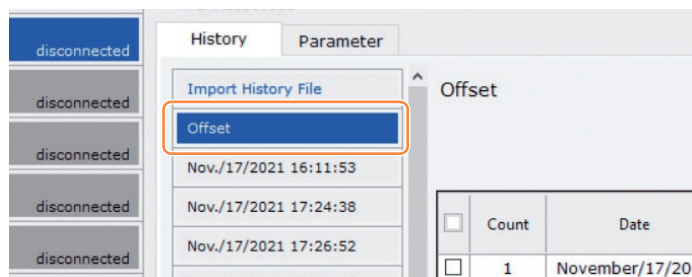 disconnected
disconnected
disconnected
disconnected
disconnected
History
Parameter
Import History File
Offset
Nov./17/2021 16:11:53
Nov./17/2021 17:24:38
Nov./17/2021 17:26:52
Offset
Count
Date
1
November/17/20